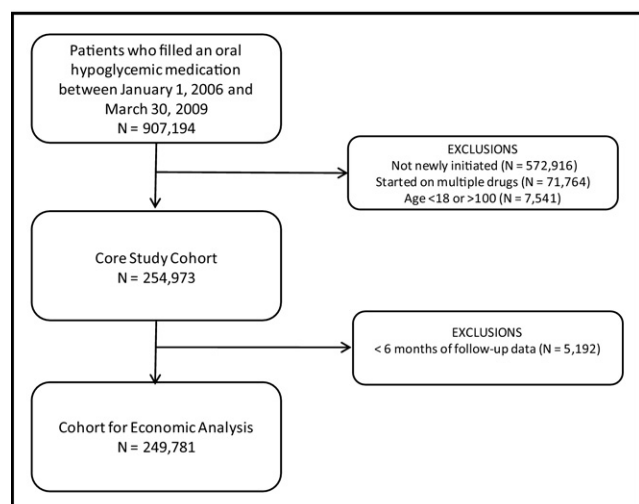 Patients who filled an oral
hypoglycemic medication
between January 1, 2006 and
March 30, 2009
N = 907,194
EXCLUSIONS
Not newly initiated (N = 572,916)
Started on multiple drugs (N = 71,764)
Age <18 or >100 (N = 7,541)
Core Study Cohort
N = 254,973
EXCLUSIONS
< 6 months of follow-up data (N = 5,192)
Cohort for Economic Analysis
N = 249,781